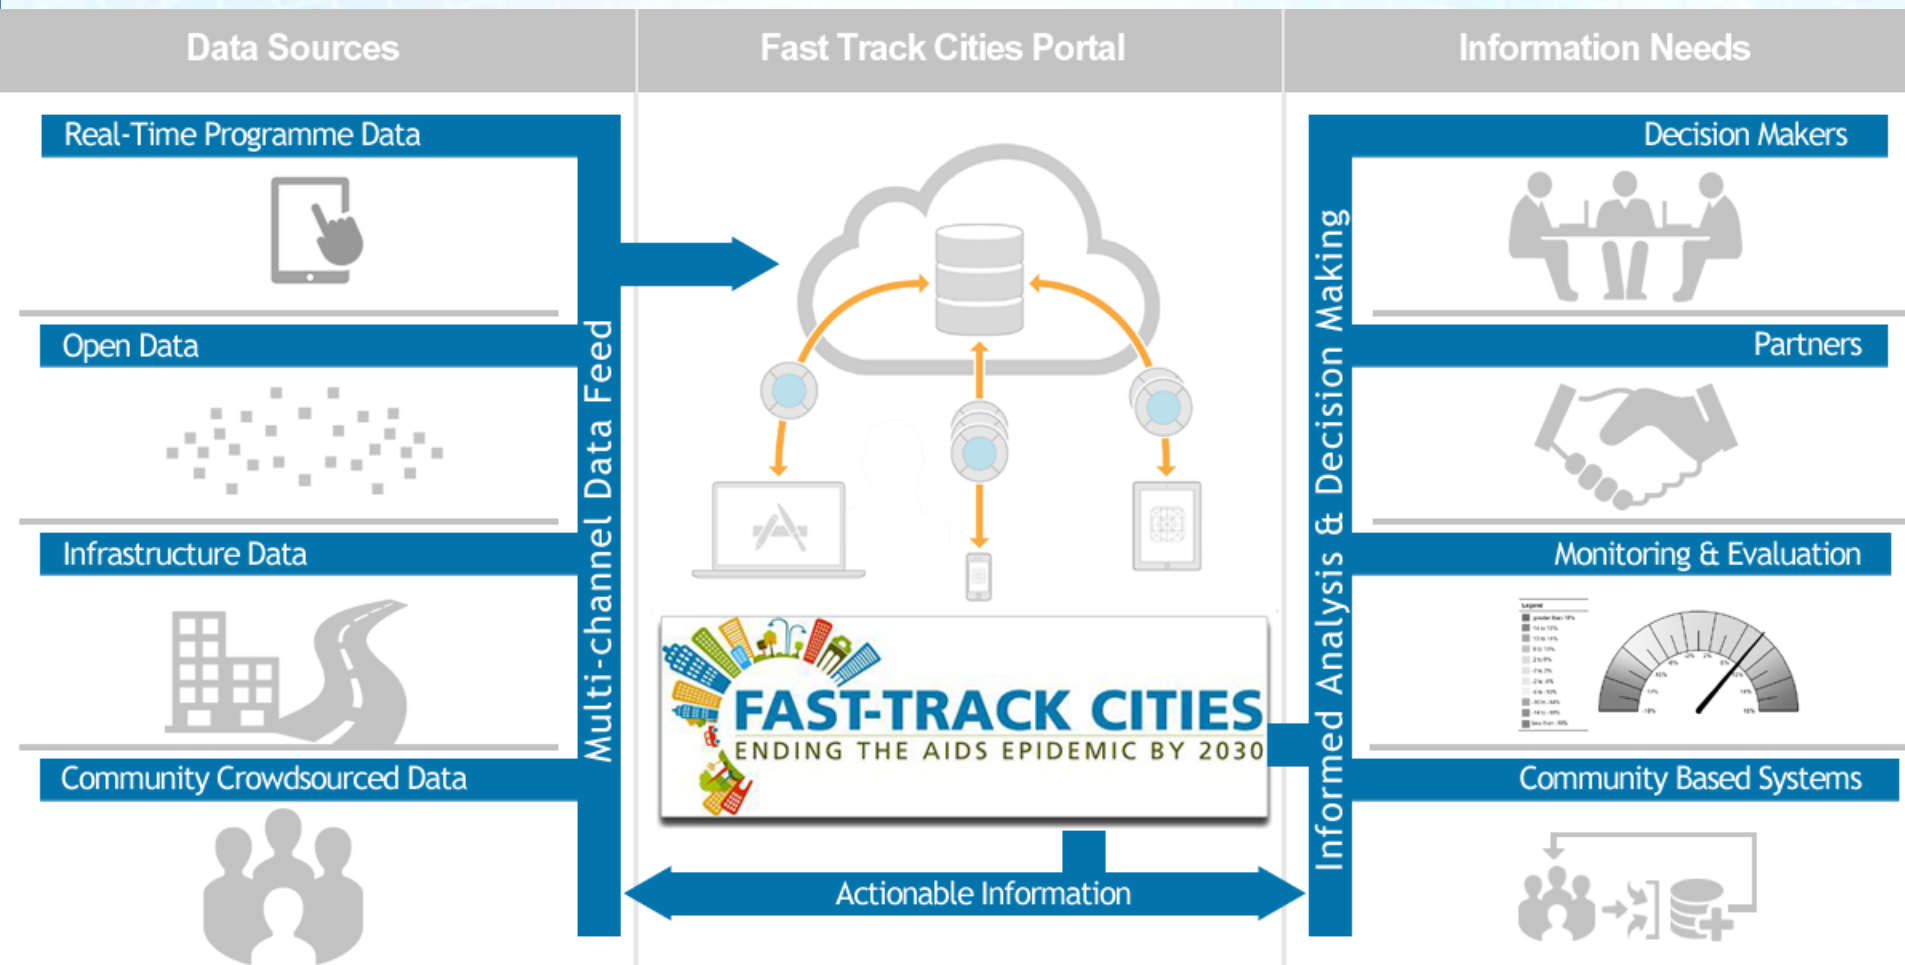 Data Sources
Fast Track Cities Portal
Information Needs
Real-Time Programme Data
Open Data
Infrastructure Data
Community Crowdsourced Data
Multi-channel Data Feed
FAST-TRACK CITIES
ENDING THE AIDS EPIDEMIC BY 2030
Actionable Information
Informed Analysis & Decision Making
Decision Makers
Partners
Monitoring & Evaluation
Legend
Community Based Systems